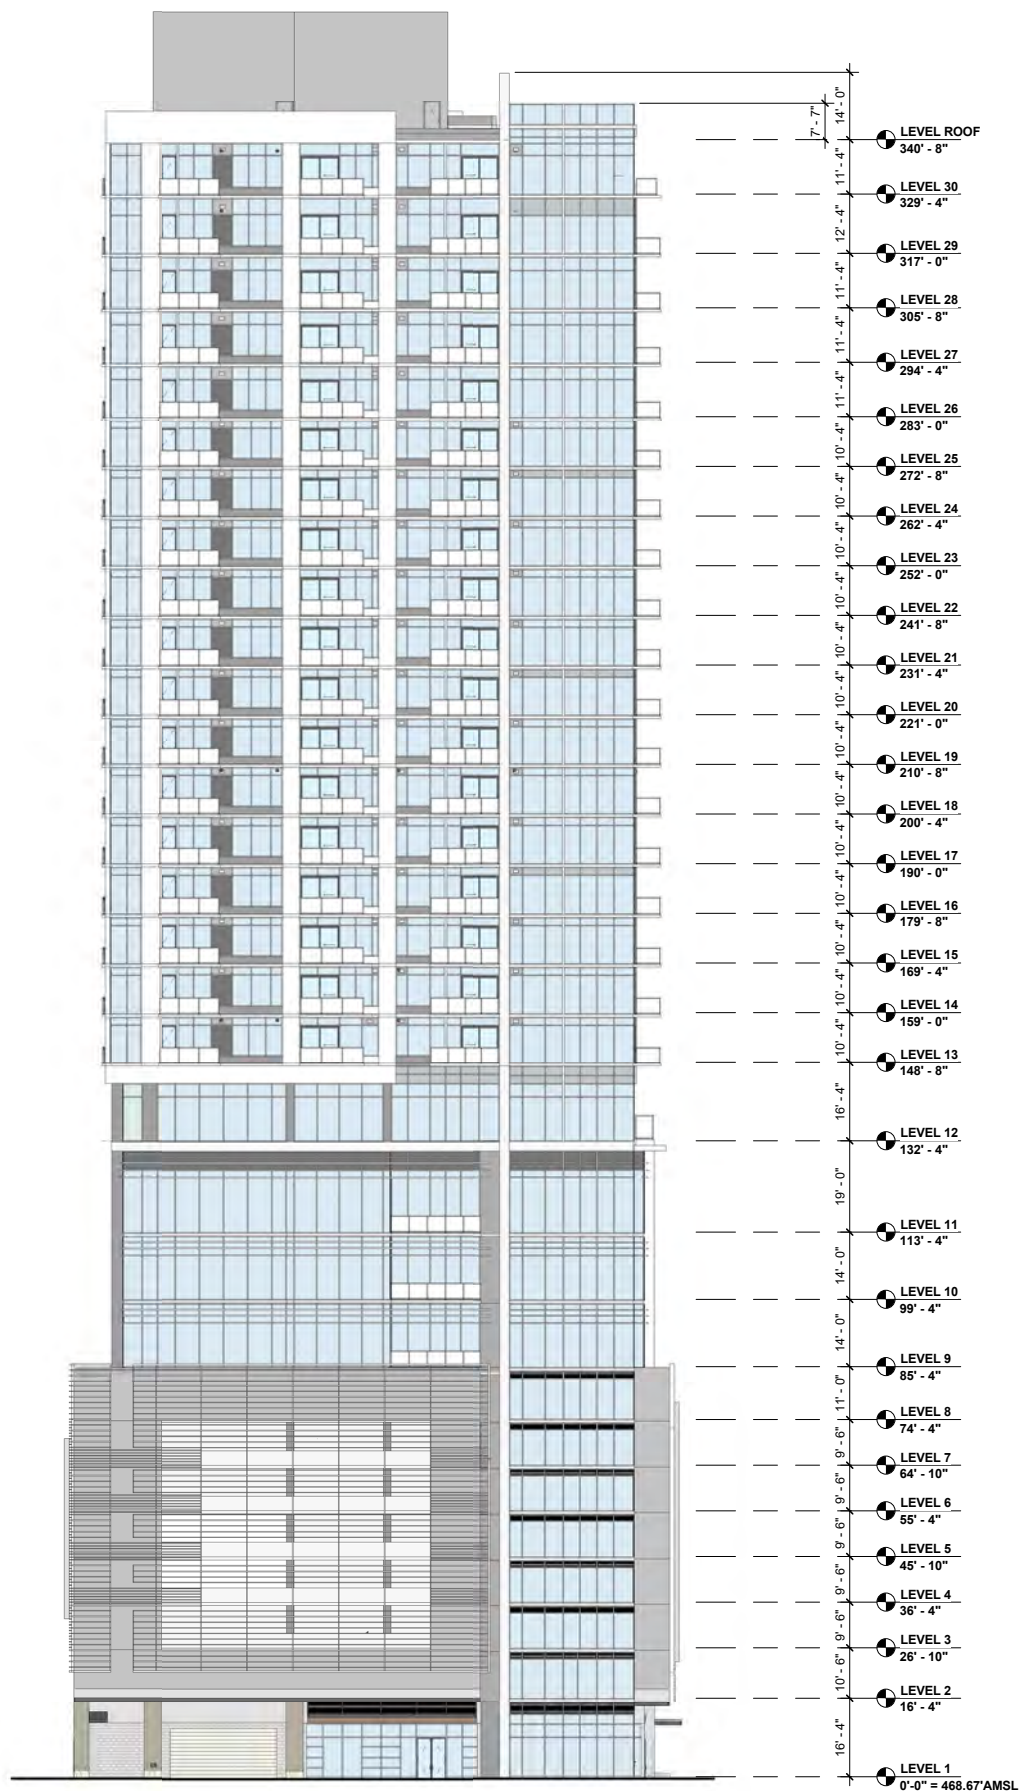 14' - 0"
7' - 7"
LEVEL ROOF
340' - 8"
11' - 4"
LEVEL 30
329' - 4"
12' - 4"
LEVEL 29
317' - 0"
11' - 4"
LEVEL 28
305' - 8"
11' - 4"
LEVEL 27
294' - 4"
11' - 4"
LEVEL 26
283' - 0"
10' - 4"
LEVEL 25
272' - 8"
10' - 4"
LEVEL 24
262' - 4"
10' - 4"
LEVEL 23
252' - 0"
10' - 4"
LEVEL 22
241' - 8"
10' - 4"
LEVEL 21
231' - 4"
10' - 4"
LEVEL 20
221' - 0"
10' - 4"
LEVEL 19
210' - 8"
10' - 4"
LEVEL 18
200' - 4"
10' - 4"
LEVEL 17
190' - 0"
10' - 4"
LEVEL 16
179' - 8"
10' - 4"
LEVEL 15
169' - 4"
10' - 4"
LEVEL 14
159' - 0"
10' - 4"
LEVEL 13
148' - 8"
16' - 4"
LEVEL 12
132' - 4"
19' - 0"
LEVEL 11
113' - 4"
14' - 0"
LEVEL 10
99' - 4"
14' - 0"
LEVEL 9
85' - 4"
11' - 0"
LEVEL 8
74' - 4"
9' - 6"
LEVEL 7
64' - 10"
9' - 6"
LEVEL 6
55' - 4"
9' - 6"
LEVEL 5
45' - 10"
9' - 6"
LEVEL 4
36' - 4"
9' - 6"
LEVEL 3
26' - 10"
10' - 6"
LEVEL 2
16' - 4"
16' - 4"
LEVEL 1
0'-0" = 468.67'AMSL